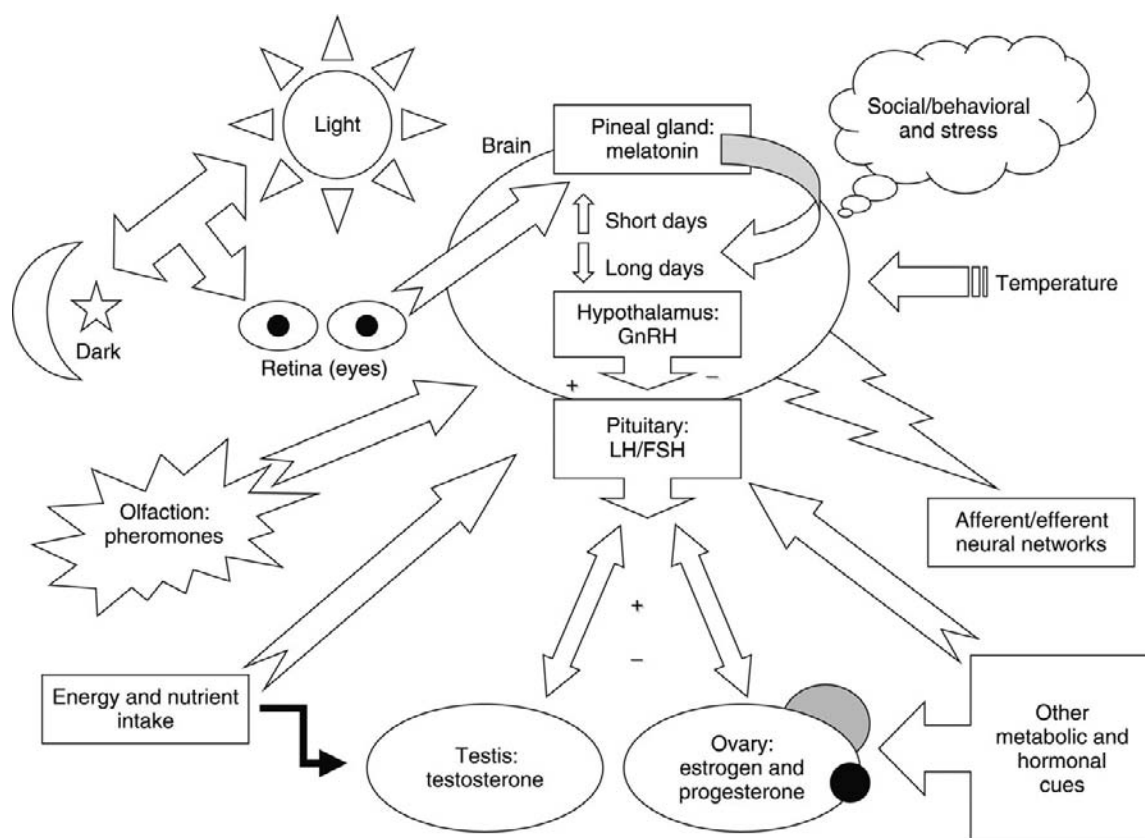 Light
Brain
Pineal gland:
melatonin
Social/behavioral
and stress
Short days
Long days
Temperature
Dark
Retina (eyes)
Hypothalamus:
GnRH
+
–
Pituitary:
LH/FSH
Olfaction:
pheromones
Afferent/efferent
neural networks
+
–
Energy and nutrient
intake
Testis:
testosterone
Ovary:
estrogen and
progesterone
Other
metabolic and
hormonal
cues